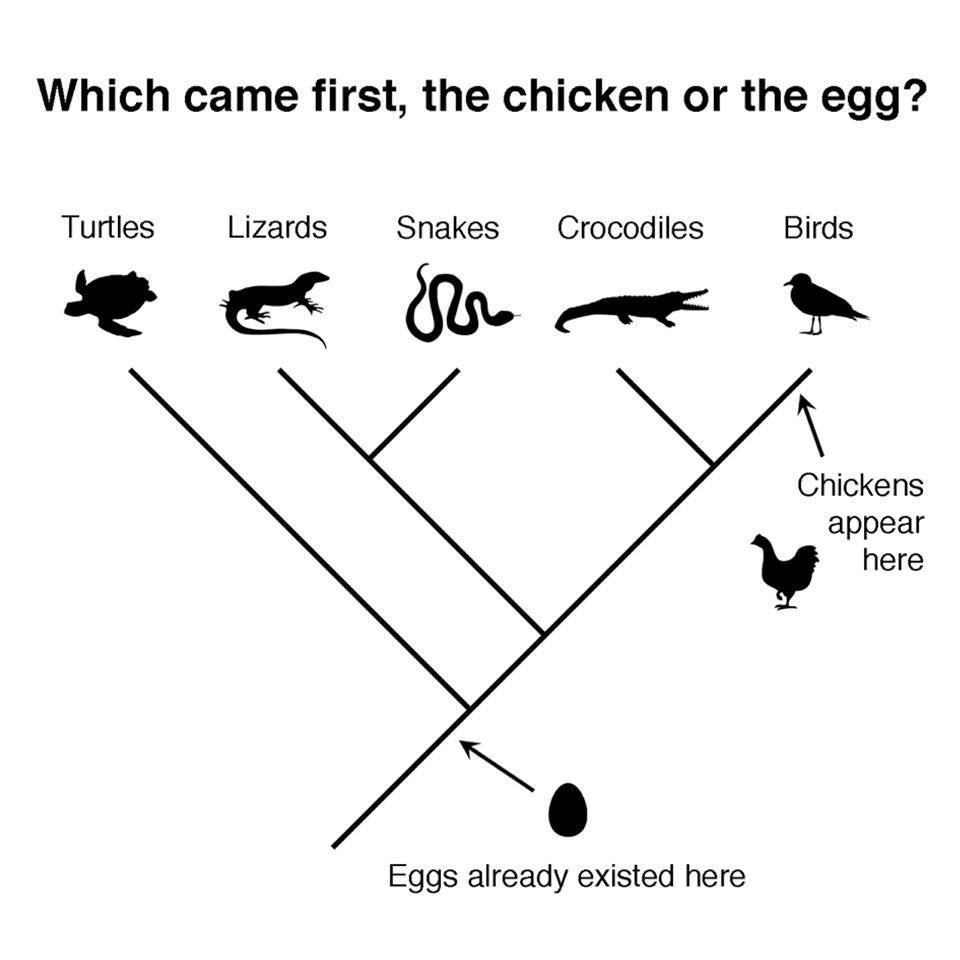 Which came first, the chicken or the egg?
Turtles
Lizards
Snakes
Crocodiles
Birds
Chickens
appear
here
Eggs already existed here